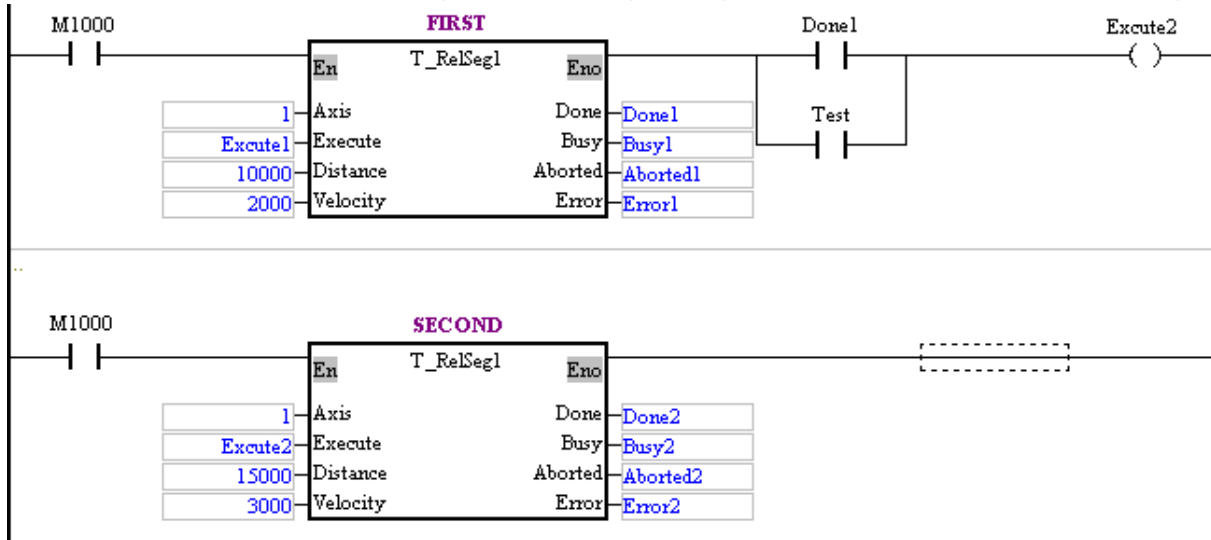 M1000 FIRST Done1 Excute2
T_RelSeg1
En Eno
1 Axis Done Done1 Test
Excute1 Execute Busy Busy1
10000 Distance Aborted Aborted1
2000 Velocity Error Error1
..
M1000 SECOND
T_RelSeg1
En Eno
1 Axis Done Done2
Excute2 Execute Busy Busy2
15000 Distance Aborted Aborted2
3000 Velocity Error Error2